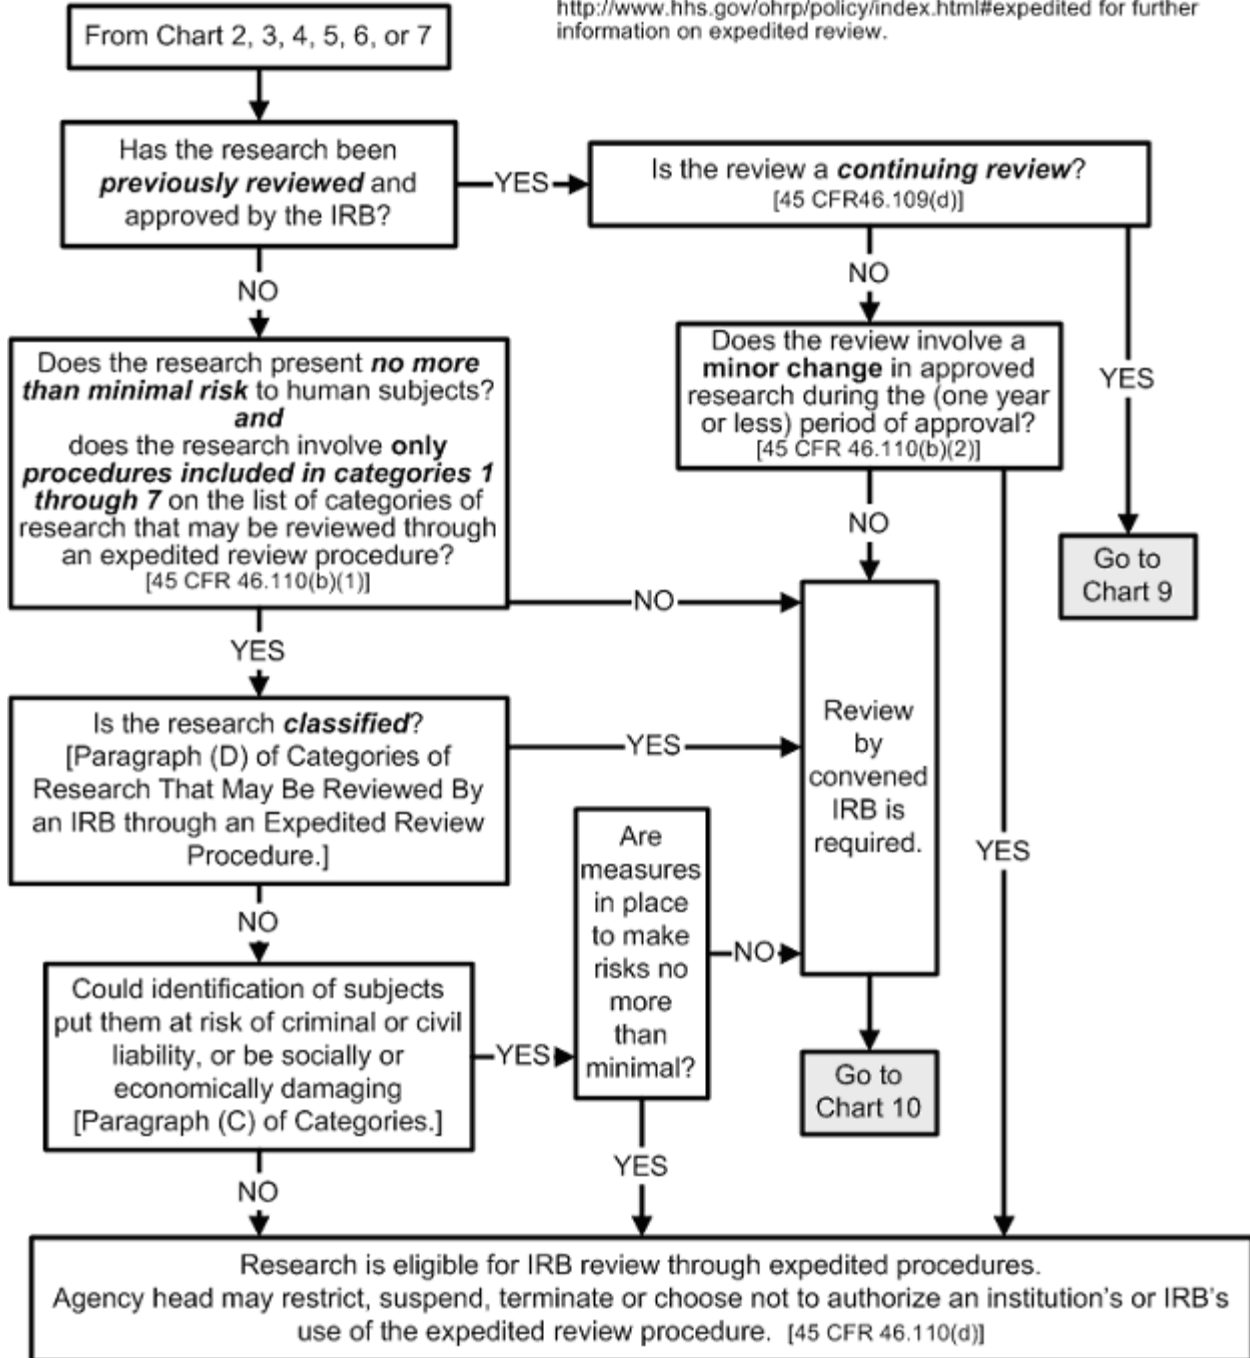 http://www.hhs.gov/ohrp/policy/index.html#expedited for further
information on expedited review.
From Chart 2, 3, 4, 5, 6, or 7
Has the research been
previously reviewed and
approved by the IRB?
YES
Is the review a continuing review?
[45 CFR46.109(d)]
NO
NO
YES
Does the research present no more
than minimal risk to human subjects?
and
does the research involve only
procedures included in categories 1
through 7 on the list of categories of
research that may be reviewed through
an expedited review procedure?
[45 CFR 46.110(b)(1)]
Does the review involve a
minor change in approved
research during the (one year
or less) period of approval?
[45 CFR 46.110(b)(2)]
NO
Go to
Chart 9
NO
YES
Review
by
convened
IRB is
required.
YES
Is the research classified?
[Paragraph (D) of Categories of
Research That May Be Reviewed By
an IRB through an Expedited Review
Procedure.]
YES
NO
Are
measures
in place
to make
risks no
more
than
minimal?
NO
Could identification of subjects
put them at risk of criminal or civil
liability, or be socially or
economically damaging
[Paragraph (C) of Categories.]
YES
Go to
Chart 10
YES
NO
Research is eligible for IRB review through expedited procedures.
Agency head may restrict, suspend, terminate or choose not to authorize an institution's or IRB's
use of the expedited review procedure. [45 CFR 46.110(d)]